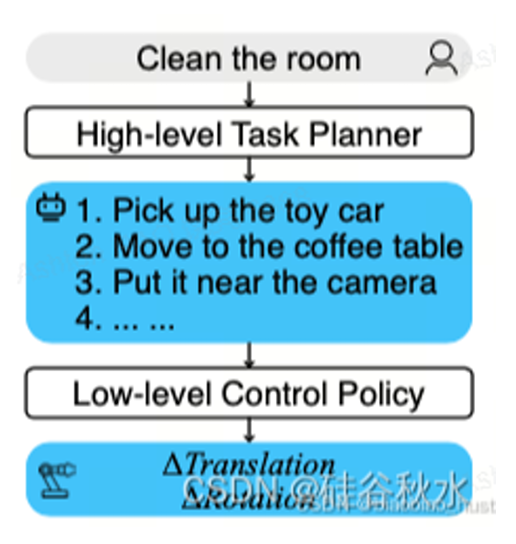 Clean the room
High-level Task Planner
1. Pick up the toy car
2. Move to the coffee table
3. Put it near the camera
4. ... ...
Low-level Control Policy
ΔTranslation
ΔRotation
CSDN @硅谷秋水